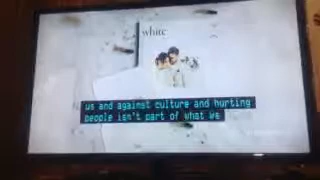 white
us and against culture and hurting
people isn't part of what we